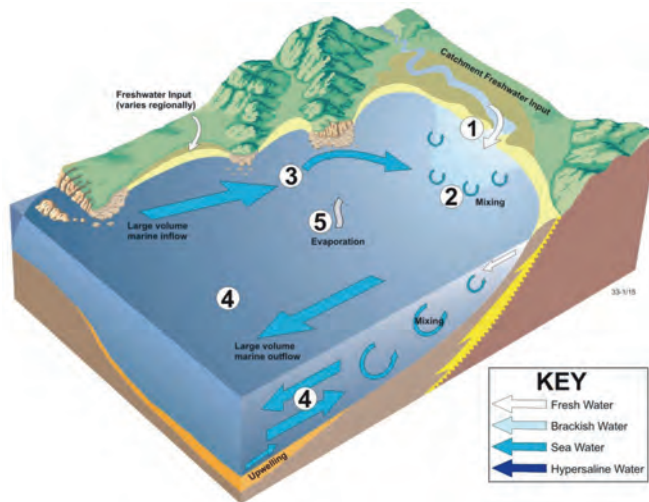 Freshwater Input
(varies regionally)
Catchment Freshwater Input
1
3
2
Mixing
Large volume
marine inflow
5
Evaporation
4
33-1/15
Large volume
marine outflow
Mixing
4
Upwelling
KEY
Fresh Water
Brackish Water
Sea Water
Hypersaline Water